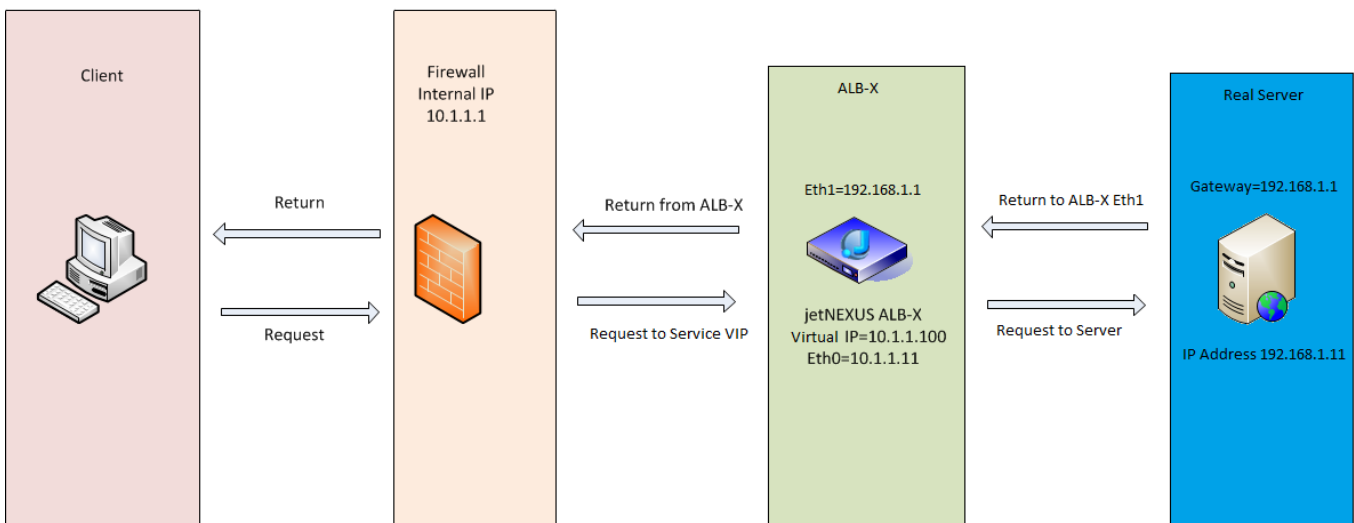 Client
Return
Request
Firewall
Internal IP
10.1.1.1
Return from ALB-X
Request to Service VIP
ALB-X
Eth1=192.168.1.1
jetNEXUS ALB-X
Virtual IP=10.1.1.100
Eth0=10.1.1.11
Return to ALB-X Eth1
Request to Server
Real Server
Gateway=192.168.1.1
IP Address 192.168.1.11